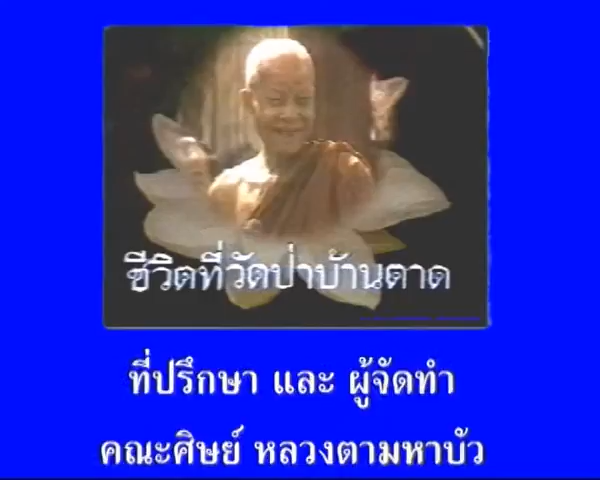 ชีวิตที่วัดป่าบ้านตาด
ที่ปรึกษา และ ผู้จัดทำ
คณะศิษย์ หลวงตามหาบัว